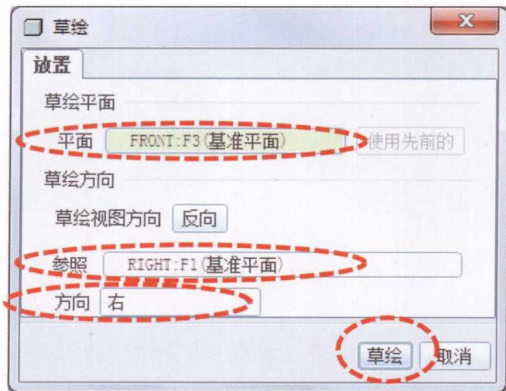 草绘
放置
草绘平面
平面 FRONT:F3(基准平面) 使用先前的
草绘方向
草绘视图方向 反向
参照 RIGHT:F1(基准平面)
方向 右
草绘 取消